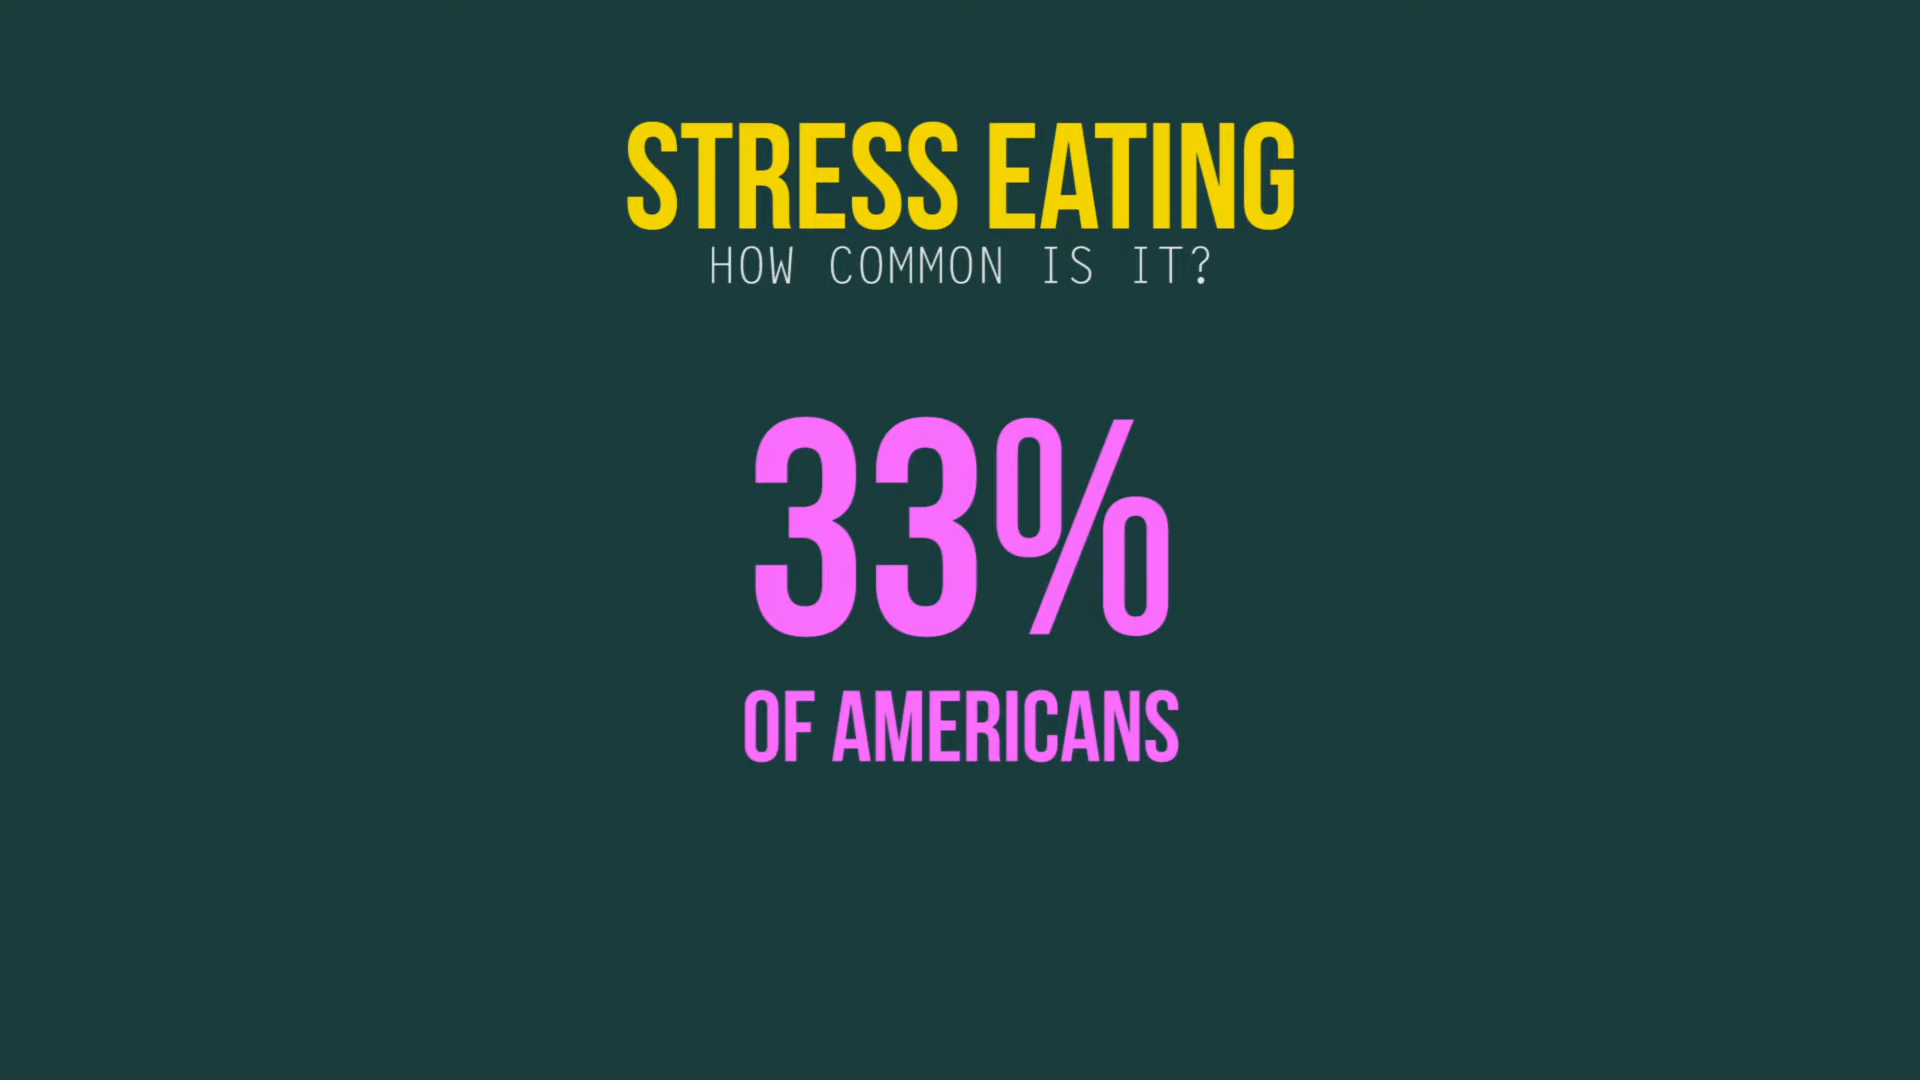 STRESS EATING
HOW COMMON IS IT?
33%
OF AMERICANS